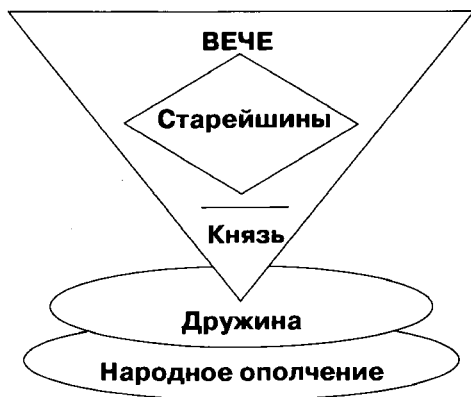 ВЕЧЕ
Старейшины
Князь
Дружина
Народное ополчение